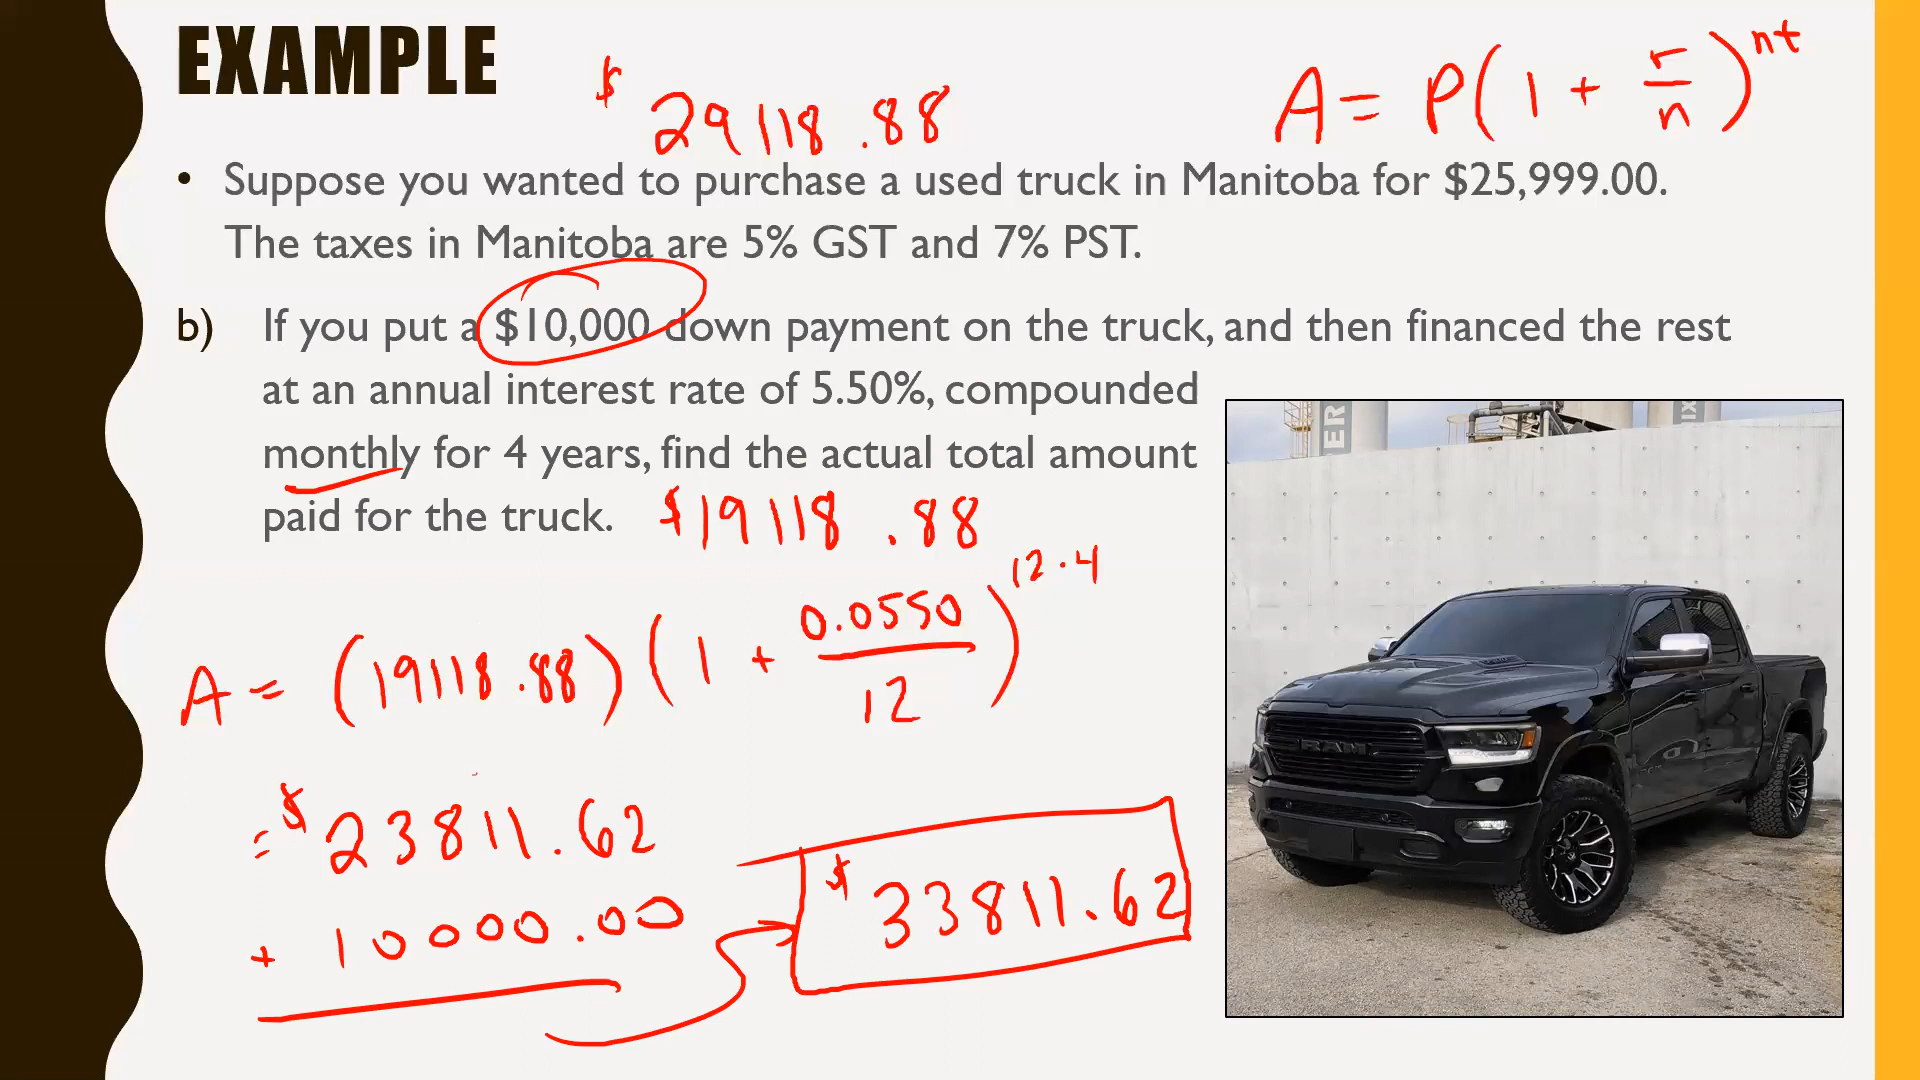 EXAMPLE
$29118.88
A = P(1 + r/n)^nt
• Suppose you wanted to purchase a used truck in Manitoba for $25,999.00.
The taxes in Manitoba are 5% GST and 7% PST.
b) If you put a $10,000 down payment on the truck, and then financed the rest
at an annual interest rate of 5.50%, compounded
monthly for 4 years, find the actual total amount
paid for the truck. $19118.88
A = (19118.88)(1 + 0.0550/12)^12·4
= $23811.62
+ 10000.00
$33811.62
ER
IX
RAM